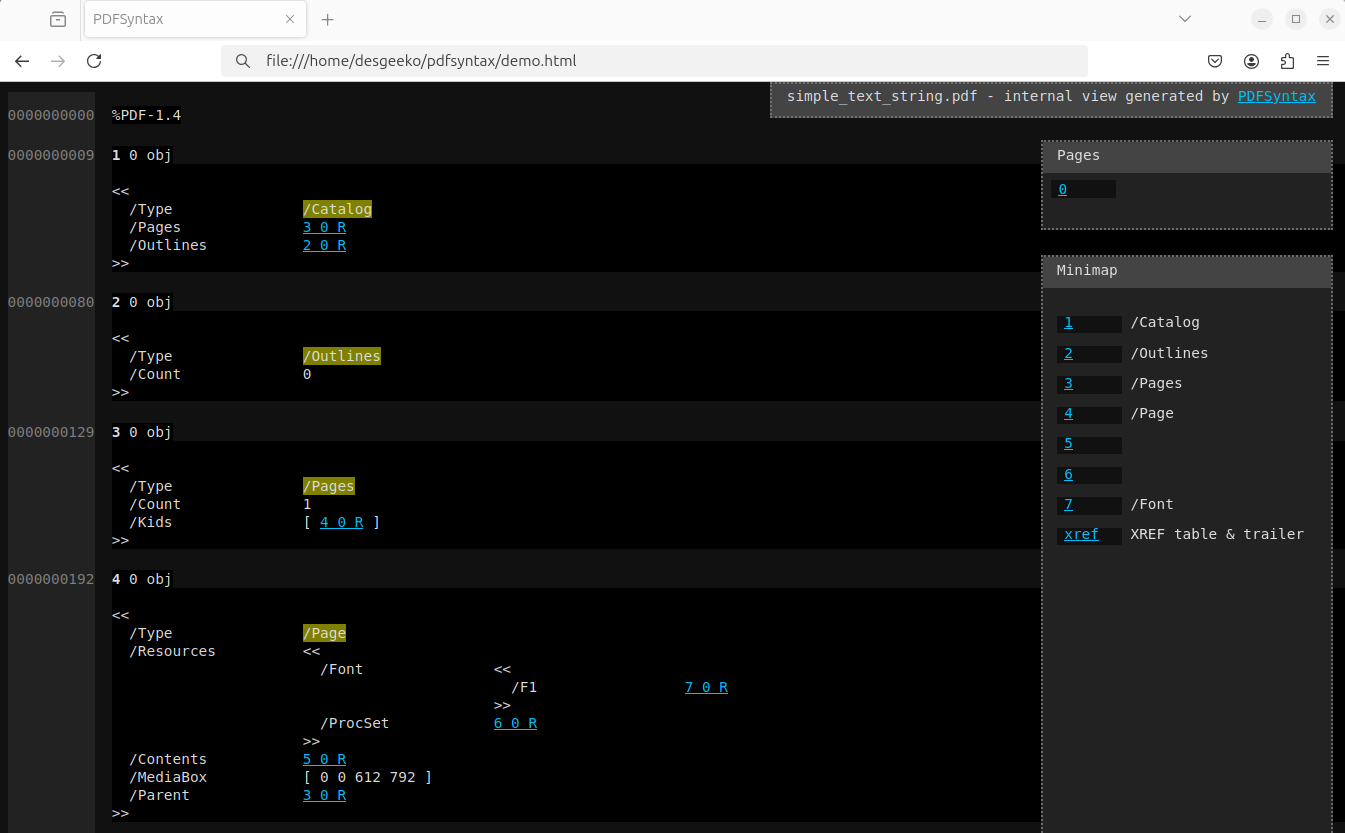 PDFSyntax
file:///home/desgeeko/pdfsyntax/demo.html
simple_text_string.pdf - internal view generated by PDFSyntax
0000000000 %PDF-1.4
0000000009 1 0 obj
<<
/Type /Catalog
/Pages 3 0 R
/Outlines 2 0 R
>>
0000000080 2 0 obj
<<
/Type /Outlines
/Count 0
>>
0000000129 3 0 obj
<<
/Type /Pages
/Count 1
/Kids [ 4 0 R ]
>>
0000000192 4 0 obj
<<
/Type /Page
/Resources <<
/Font <<
/F1 7 0 R
>>
/ProcSet 6 0 R
>>
/Contents 5 0 R
/MediaBox [ 0 0 612 792 ]
/Parent 3 0 R
>>
Pages
0
Minimap
1 /Catalog
2 /Outlines
3 /Pages
4 /Page
5
6
7 /Font
xref XREF table & trailer